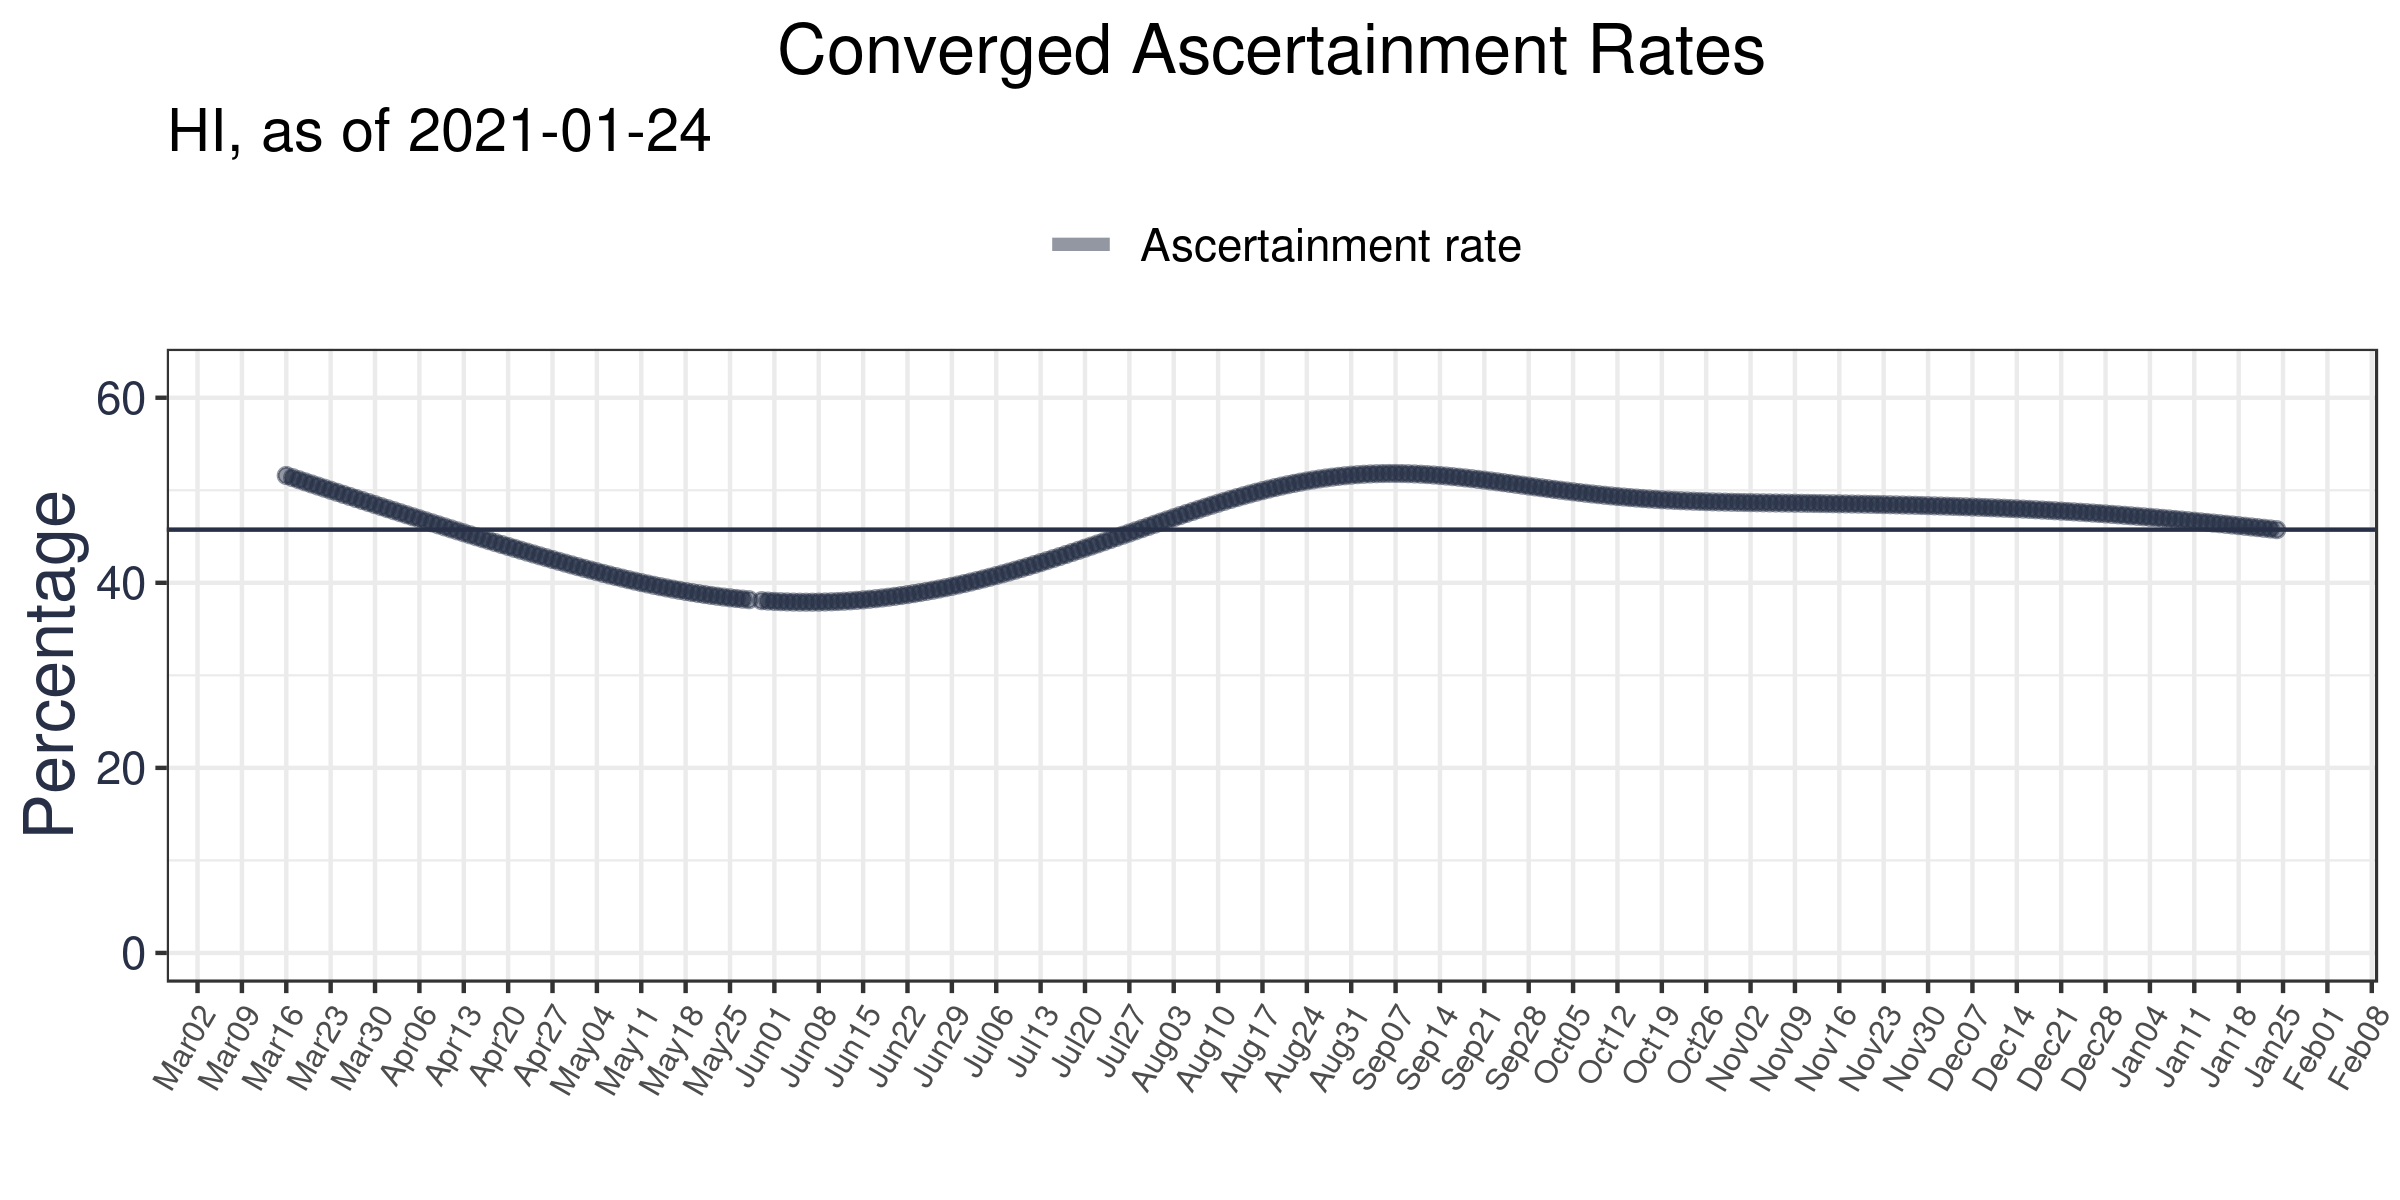 Converged Ascertainment Rates
HI, as of 2021-01-24
Ascertainment rate
Percentage
60
40
20
0
Mar02 Mar09 Mar16 Mar23 Mar30 Apr06 Apr13 Apr20 Apr27 May04 May11 May18 May25 Jun01 Jun08 Jun15 Jun22 Jun29 Jul06 Jul13 Jul20 Jul27 Aug03 Aug10 Aug17 Aug24 Aug31 Sep07 Sep14 Sep21 Sep28 Oct05 Oct12 Oct19 Oct26 Nov02 Nov09 Nov16 Nov23 Nov30 Dec07 Dec14 Dec21 Dec28 Jan04 Jan11 Jan18 Jan25 Feb01 Feb08